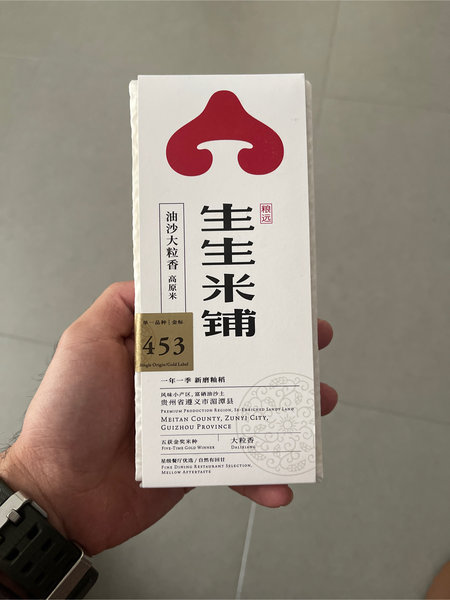 粮远
生生米铺
油沙大粒香 高原米
单一品种|金标
453
Single Origin/Gold Label
一年一季 新磨籼稻
风味小产区,富硒油沙土
贵州省遵义市湄潭县
Premium Production Region, Se-Enriched Sandy Land
Meitan County, Zunyi City,
Guizhou Province
五获金奖米种 大粒香
Five-Time Gold Winner Dalixiang
星级餐厅优选/自然有回甘
Fine Dining Restaurant Selection,
Mellow Aftertaste